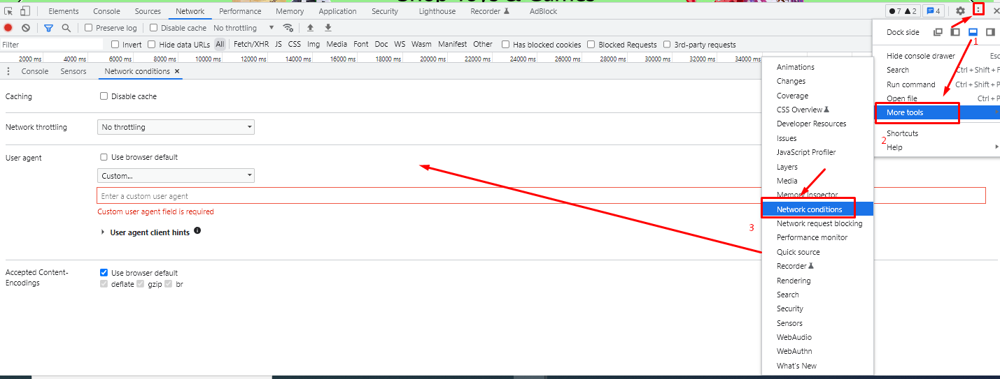 Shop Toys & Games
Elements Console Sources Network Performance Memory Application Security Lighthouse Recorder AdBlock 7 2 4
Preserve log Disable cache No throttling
Filter Invert Hide data URLs All Fetch/XHR JS CSS Img Media Font Doc WS Wasm Manifest Other Has blocked cookies Blocked Requests 3rd-party requests
2000 ms 4000 ms 6000 ms 8000 ms 10000 ms 12000 ms 14000 ms 16000 ms 18000 ms 20000 ms 22000 ms 24000 ms 26000 ms 28000 ms 30000 ms 32000 ms 34000 ms
Console Sensors Network conditions ×
Caching Disable cache
Network throttling No throttling
User agent Use browser default
Custom...
Enter a custom user agent
Custom user agent field is required
User agent client hints
Accepted Content-
Encodings
Use browser default
deflate gzip br
Dock side
1
Hide console drawer Esc
Search Ctrl + Shift + F
Run command Ctrl + Shift + P
Open file Ctrl + P
More tools
2
Shortcuts
Help
Animations
Changes
Coverage
CSS Overview
Developer Resources
Issues
JavaScript Profiler
Layers
Media
Memory Inspector
Network conditions
3
Network request blocking
Performance monitor
Quick source
Recorder
Rendering
Search
Security
Sensors
WebAudio
WebAuthn
What's New